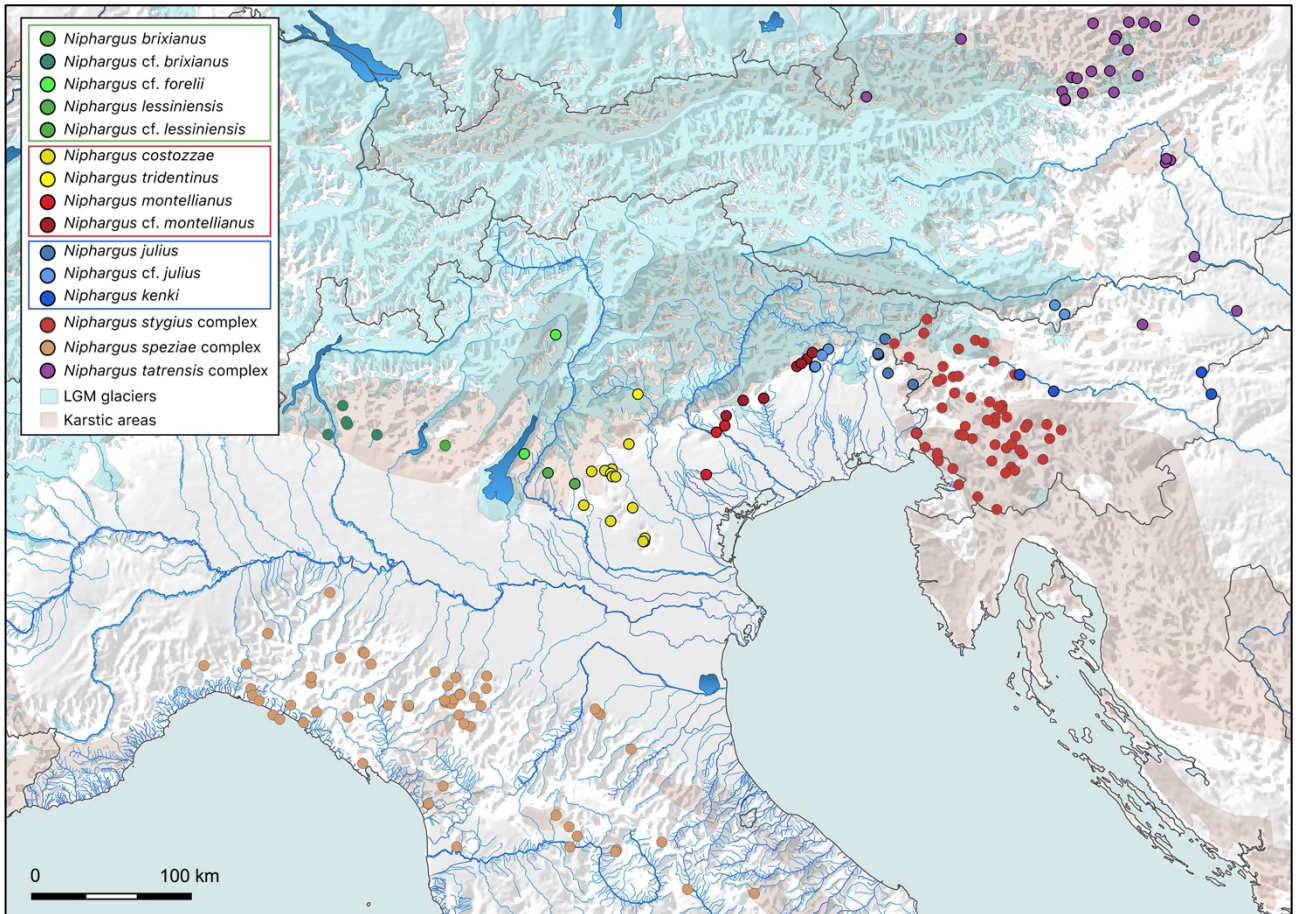 Niphargus brixianus
Niphargus cf. brixianus
Niphargus cf. forelii
Niphargus lessiniensis
Niphargus cf. lessiniensis
Niphargus costozzae
Niphargus tridentinus
Niphargus montellianus
Niphargus cf. montellianus
Niphargus julius
Niphargus cf. julius
Niphargus kenki
Niphargus stygius complex
Niphargus speziae complex
Niphargus tatrensis complex
LGM glaciers
Karstic areas
0 100 km